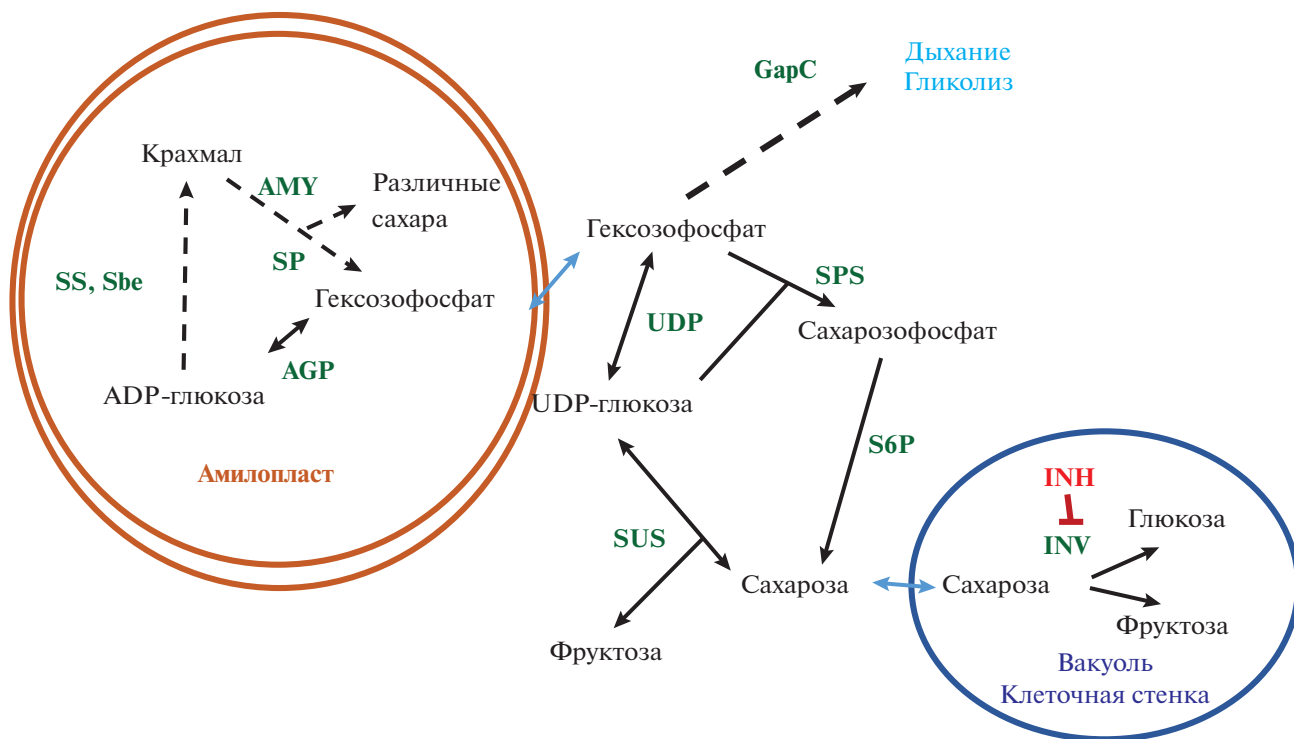 GapC
Дыхание
Гликолиз
Крахмал
AMY
Различные
сахара
SP
SS, Sbe
Гексозофосфат
AGP
ADP-глюкоза
Амилопласт
Гексозофосфат
SPS
UDP
Сахарозофосфат
UDP-глюкоза
S6P
SUS
Сахароза
Фруктоза
INH
INV
Глюкоза
Сахароза
Фруктоза
Вакуоль
Клеточная стенка